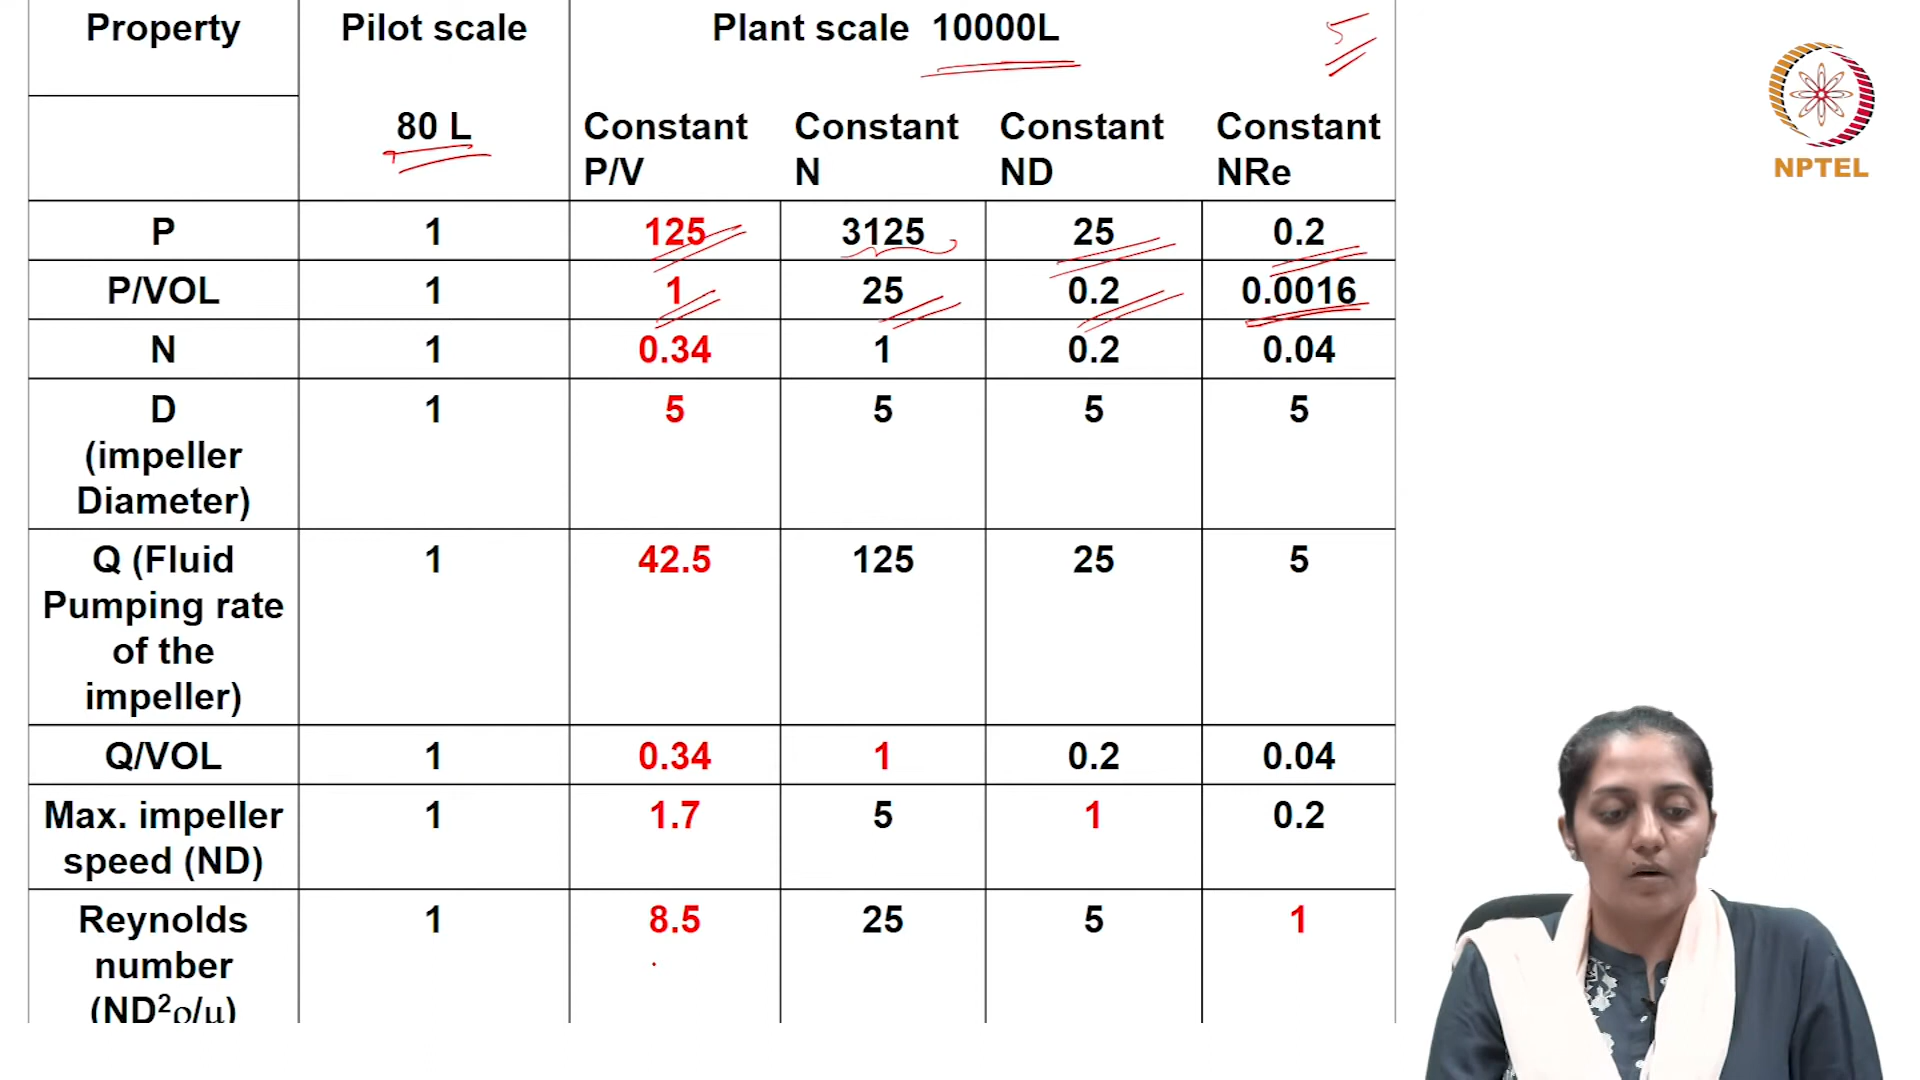 Property Pilot scale Plant scale 10000L 5
80 L Constant P/V Constant N Constant ND Constant NRe
P 1 125 3125 25 0.2
P/VOL 1 1 25 0.2 0.0016
N 1 0.34 1 0.2 0.04
D (impeller Diameter) 1 5 5 5 5
Q (Fluid Pumping rate of the impeller) 1 42.5 125 25 5
Q/VOL 1 0.34 1 0.2 0.04
Max. impeller speed (ND) 1 1.7 5 1 0.2
Reynolds number (ND²ρ/μ) 1 8.5 25 5 1
NPTEL